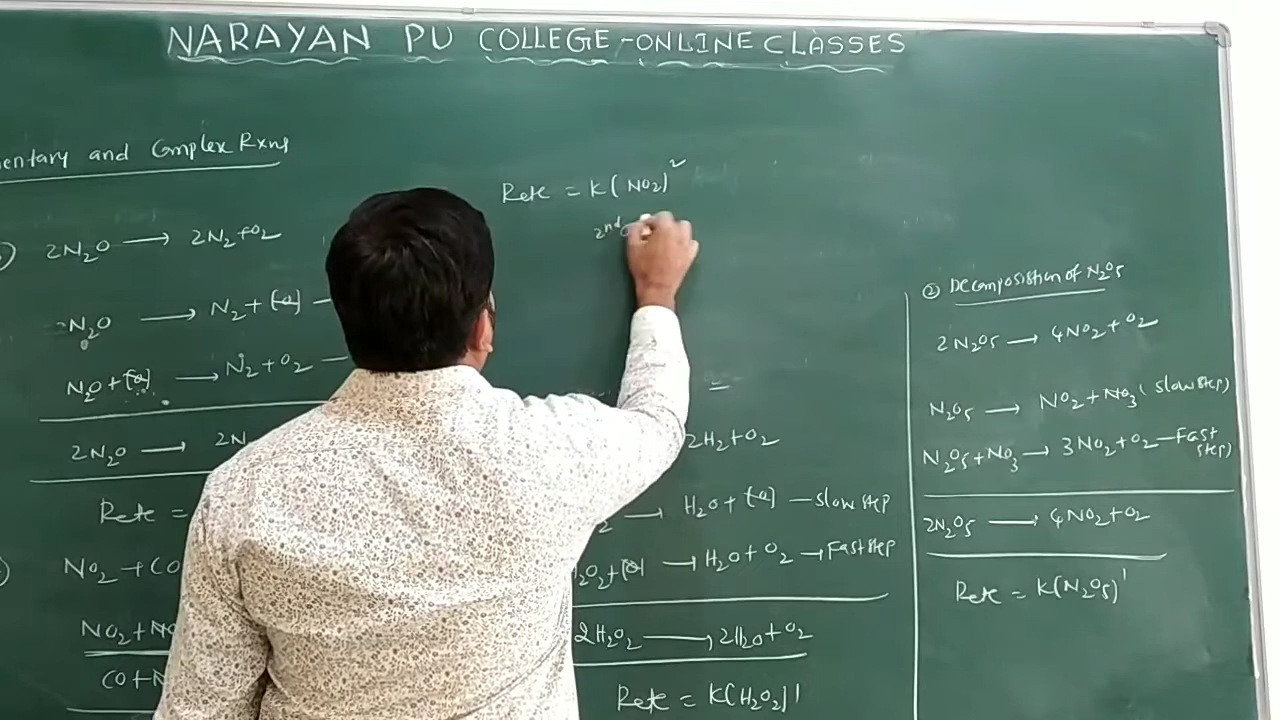 NARAYAN PU COLLEGE-ONLINE CLASSES
mentary and Complex Rxns
2N₂O → 2N₂+O₂
N₂O → N₂+[O] —
N₂O+[O] → N₂+O₂ —
2N₂O → 2N
Rate =
NO₂+CO
NO₂+NO
CO+N
Rate = K(NO₂)²
2nd
=
2H₂+O₂
→ H₂O+[O] —slow step
H₂O₂+[O] → H₂O+O₂ → Fast step
2H₂O₂ → 2H₂O+O₂
Rate = K(H₂O₂)¹
② Decomposistion of N₂O₅
2N₂O₅ → 4NO₂+O₂
N₂O₅ → NO₂+NO₃ (slow step)
N₂O₅+NO₃ → 3NO₂+O₂ —Fast step)
2N₂O₅ → 4NO₂+O₂
Rate = K(N₂O₅)¹